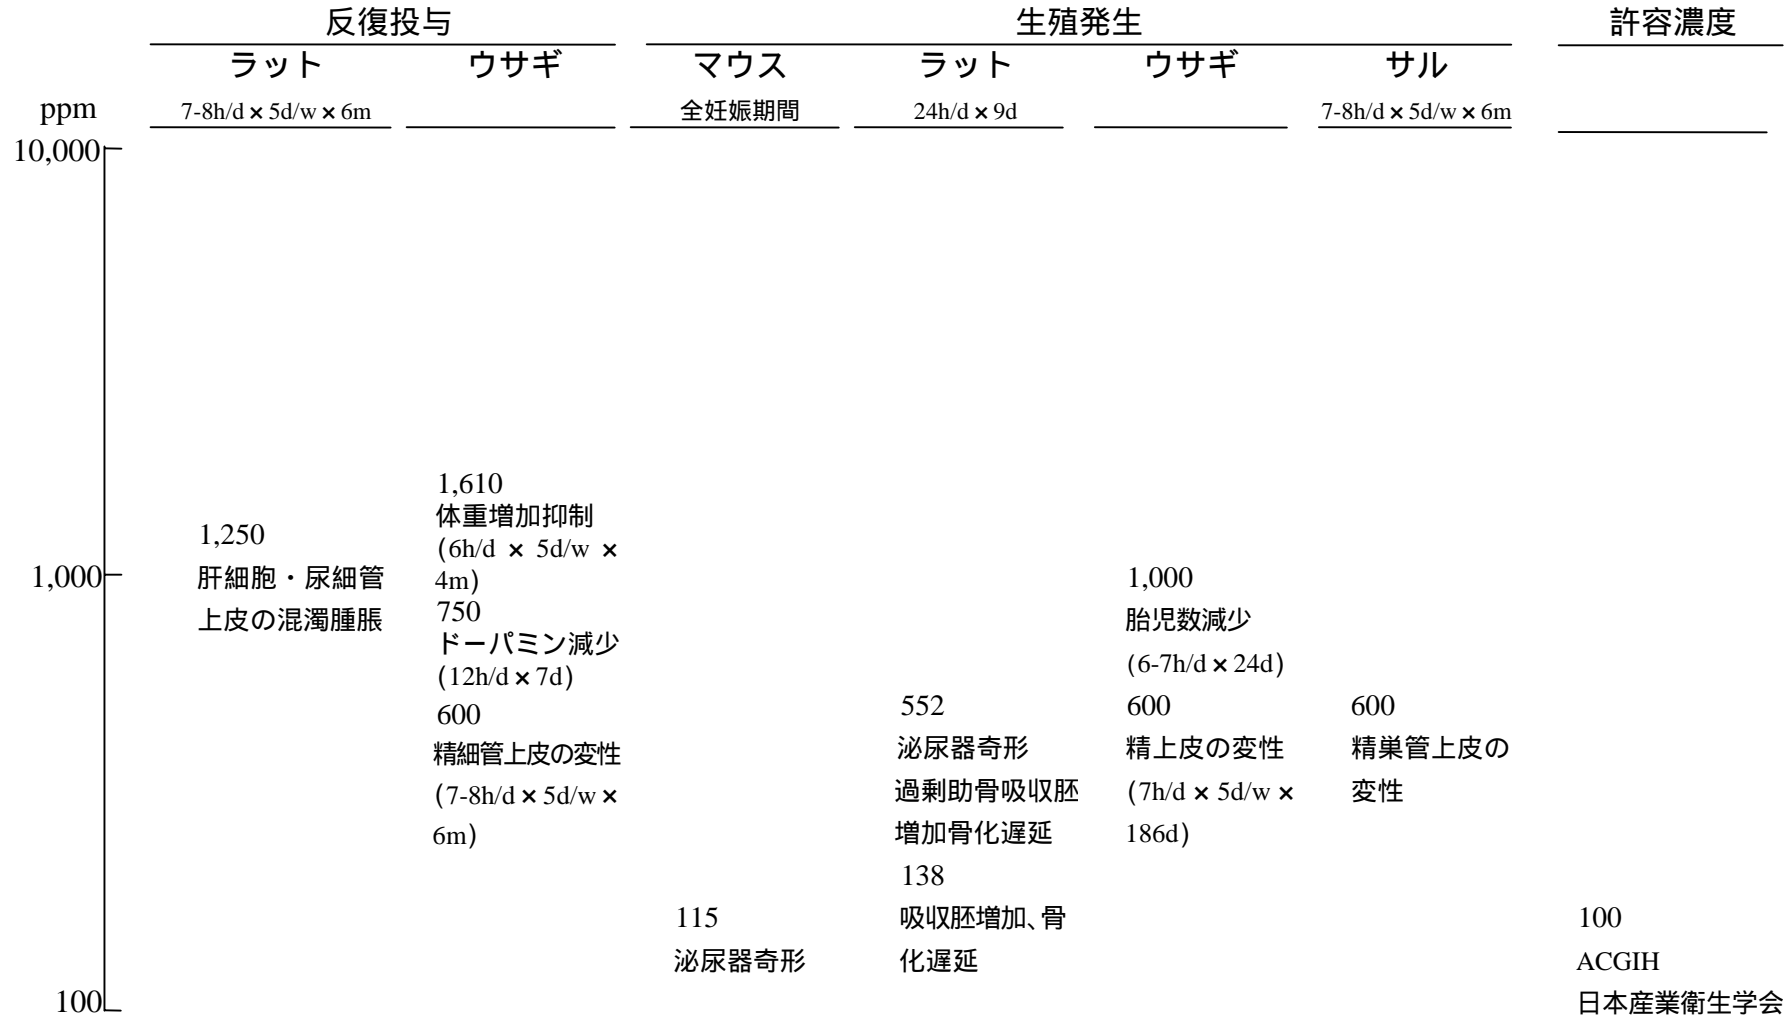 反復投与
生殖発生
許容濃度
ラット
ウサギ
マウス
ラット
ウサギ
サル
ppm
7-8h/d × 5d/w × 6m
全妊娠期間
24h/d × 9d
7-8h/d × 5d/w × 6m
10,000
1,000
100
1,250
肝細胞・尿細管
上皮の混濁腫脹
1,610
体重増加抑制
(6h/d × 5d/w ×
4m)
750
ドーパミン減少
(12h/d × 7d)
600
精細管上皮の変性
(7-8h/d × 5d/w ×
6m)
115
泌尿器奇形
552
泌尿器奇形
過剰助骨吸収胚
増加骨化遅延
138
吸収胚増加、骨
化遅延
1,000
胎児数減少
(6-7h/d × 24d)
600
精上皮の変性
(7h/d × 5d/w ×
186d)
600
精巣管上皮の
変性
100
ACGIH
日本産業衛生学会